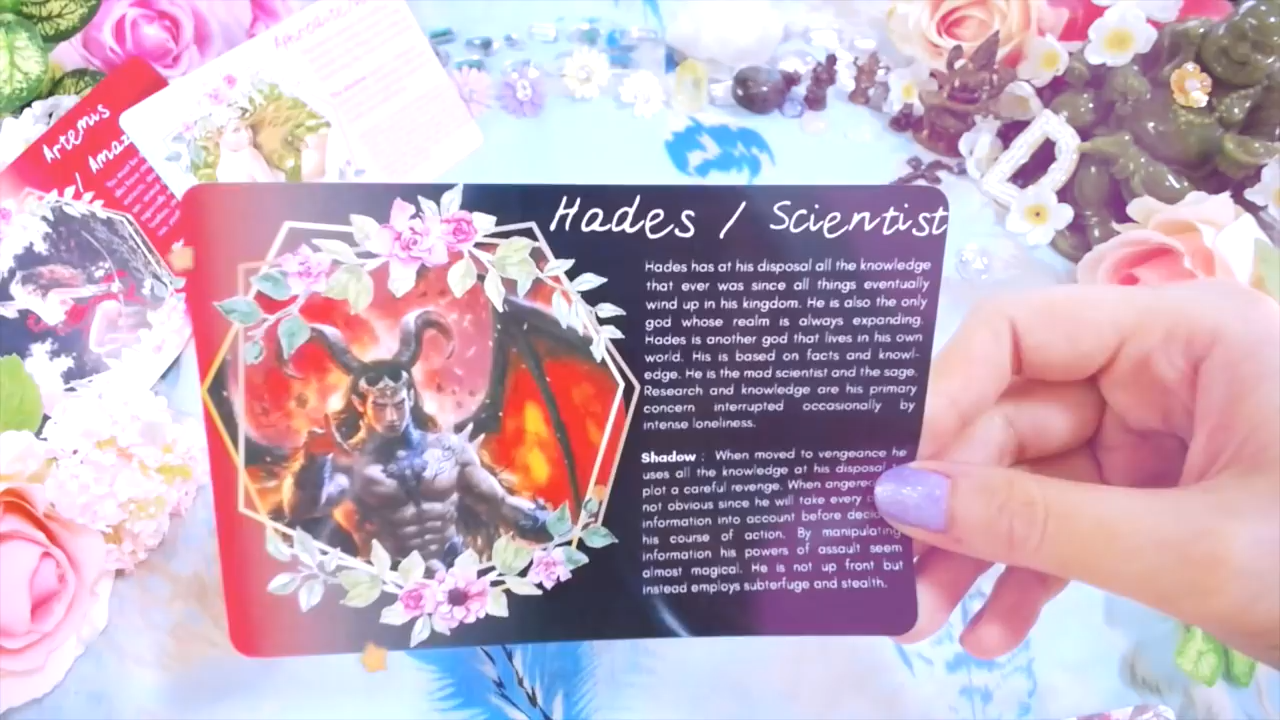 Artemis
/ Amaz
Hades / Scientist
Hades has at his disposal all the knowledge
that ever was since all things eventually
wind up in his kingdom. He is also the only
god whose realm is always expanding.
Hades is another god that lives in his own
world. His is based on facts and knowl-
edge. He is the mad scientist and the sage.
Research and knowledge are his primary
concern interrupted occasionally by
intense loneliness.
Shadow : When moved to vengeance he
uses all the knowledge at his disposal
plot a careful revenge. When angere
not obvious since he will take every
information into account before deci
his course of action. By manipulating
information his powers of assault seem
almost magical. He is not up front but
instead employs subterfuge and stealth.